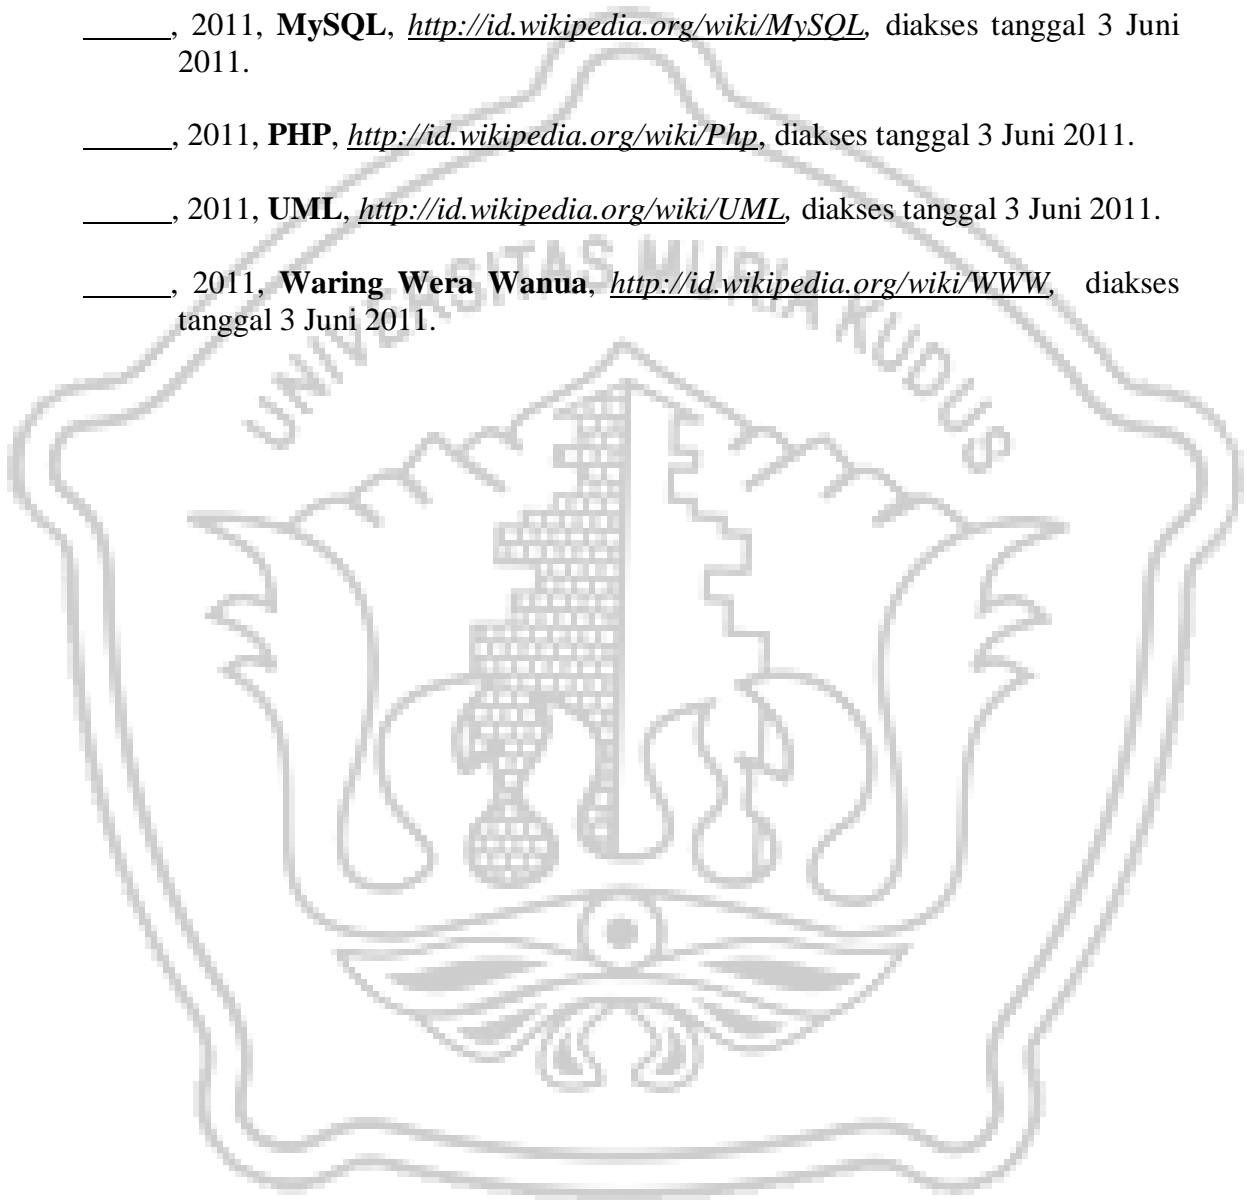 ______, 2011, MySQL, http://id.wikipedia.org/wiki/MySQL, diakses tanggal 3 Juni
2011.
______, 2011, PHP, http://id.wikipedia.org/wiki/Php, diakses tanggal 3 Juni 2011.
______, 2011, UML, http://id.wikipedia.org/wiki/UML, diakses tanggal 3 Juni 2011.
______, 2011, Waring Wera Wanua, http://id.wikipedia.org/wiki/WWW, diakses
tanggal 3 Juni 2011.
UNIVERSITAS MURIA KUDUS